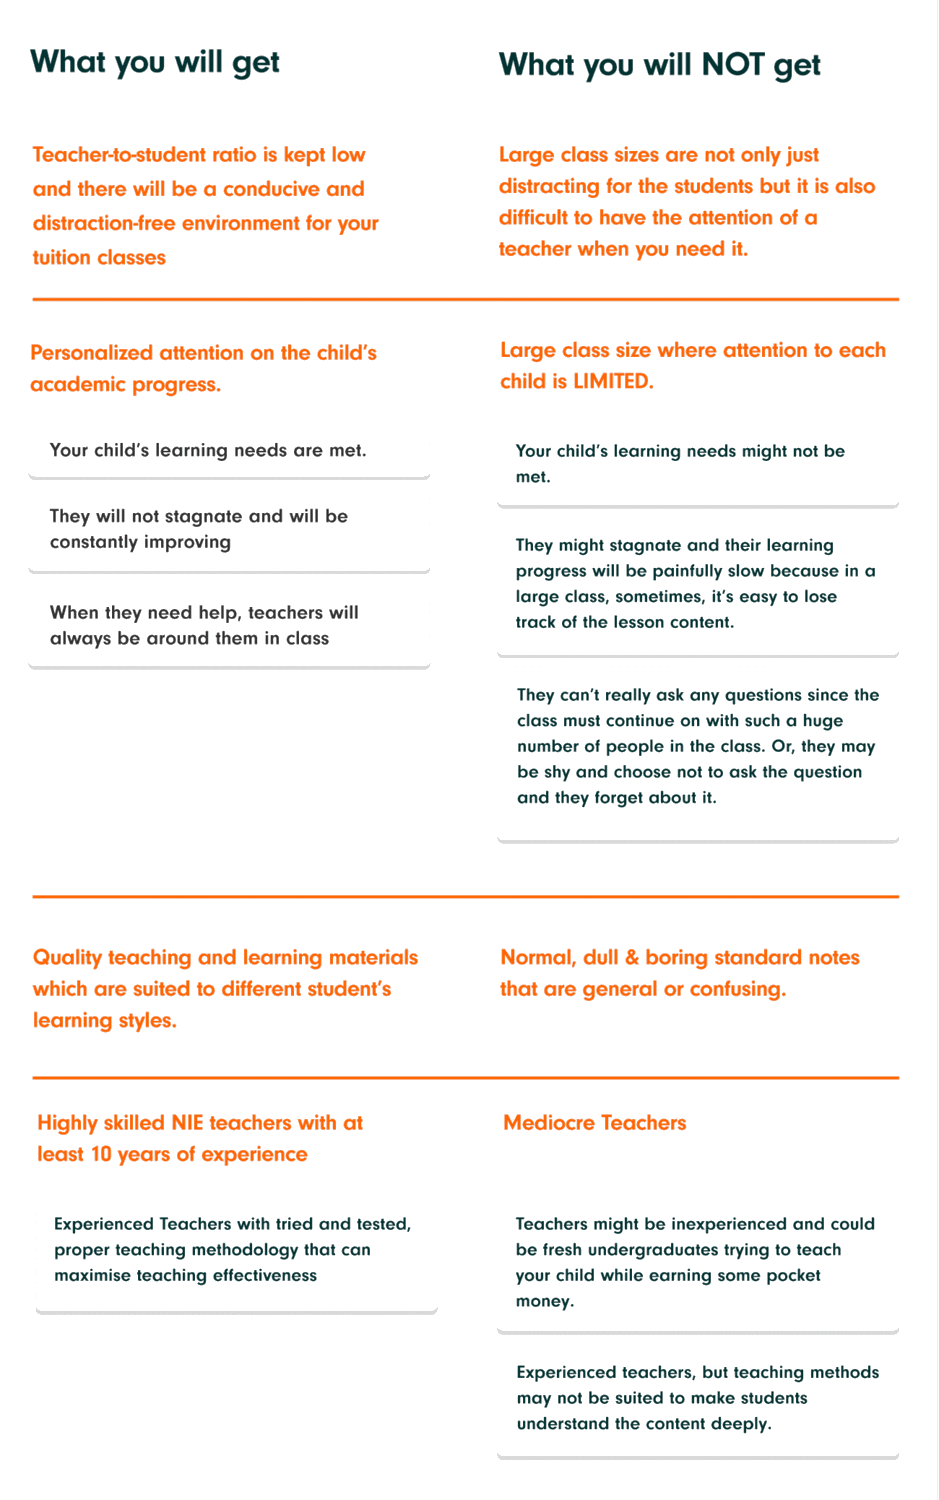 What you will get
What you will NOT get
Teacher-to-student ratio is kept low
and there will be a conducive and
distraction-free environment for your
tuition classes
Large class sizes are not only just
distracting for the students but it is also
difficult to have the attention of a
teacher when you need it.
Personalized attention on the child's
academic progress.
Your child's learning needs are met.
They will not stagnate and will be
constantly improving
When they need help, teachers will
always be around them in class
Large class size where attention to each
child is LIMITED.
Your child's learning needs might not be
met.
They might stagnate and their learning
progress will be painfully slow because in a
large class, sometimes, it's easy to lose
track of the lesson content.
They can't really ask any questions since the
class must continue on with such a huge
number of people in the class. Or, they may
be shy and choose not to ask the question
and they forget about it.
Quality teaching and learning materials
which are suited to different student's
learning styles.
Normal, dull & boring standard notes
that are general or confusing.
Highly skilled NIE teachers with at
least 10 years of experience
Experienced Teachers with tried and tested,
proper teaching methodology that can
maximise teaching effectiveness
Mediocre Teachers
Teachers might be inexperienced and could
be fresh undergraduates trying to teach
your child while earning some pocket
money.
Experienced teachers, but teaching methods
may not be suited to make students
understand the content deeply.